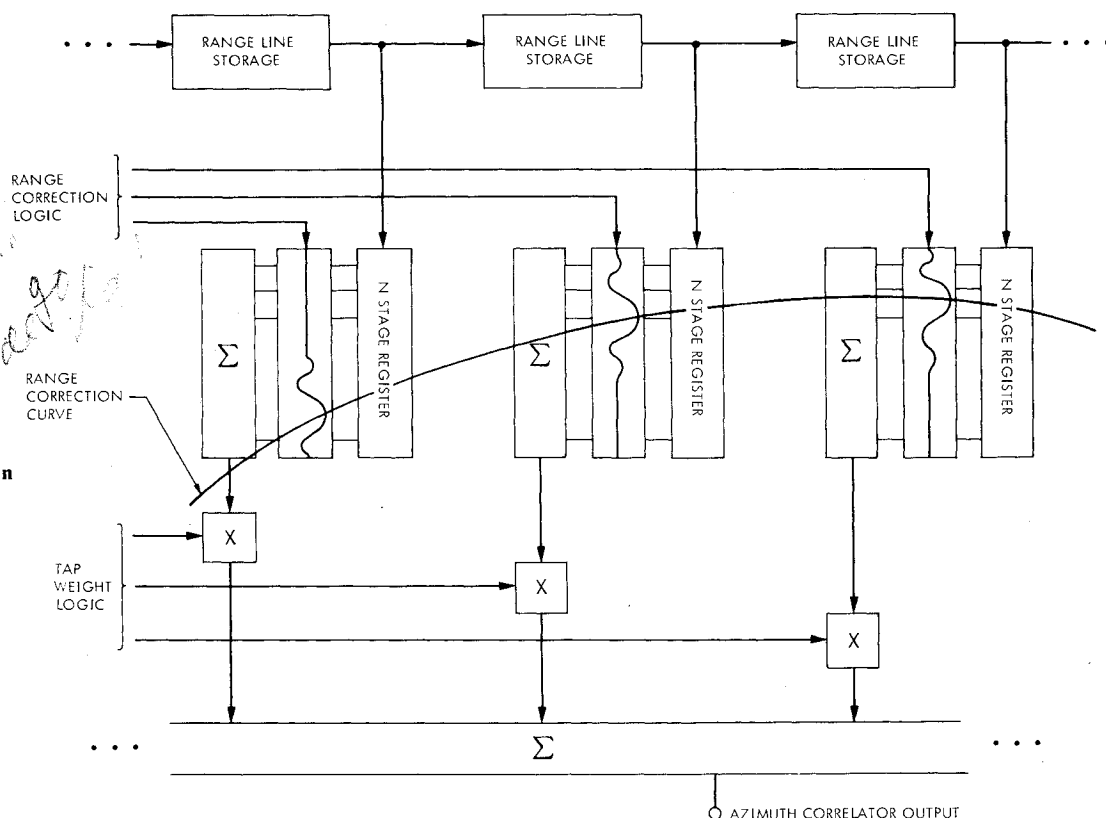 RANGE LINE
STORAGE
RANGE LINE
STORAGE
RANGE LINE
STORAGE
RANGE
CORRECTION
LOGIC
Σ
N STAGE REGISTER
Σ
N STAGE REGISTER
Σ
N STAGE REGISTER
RANGE
CORRECTION
CURVE
n
X
TAP
WEIGHT
LOGIC
X
X
Σ
AZIMUTH CORRELATOR OUTPUT